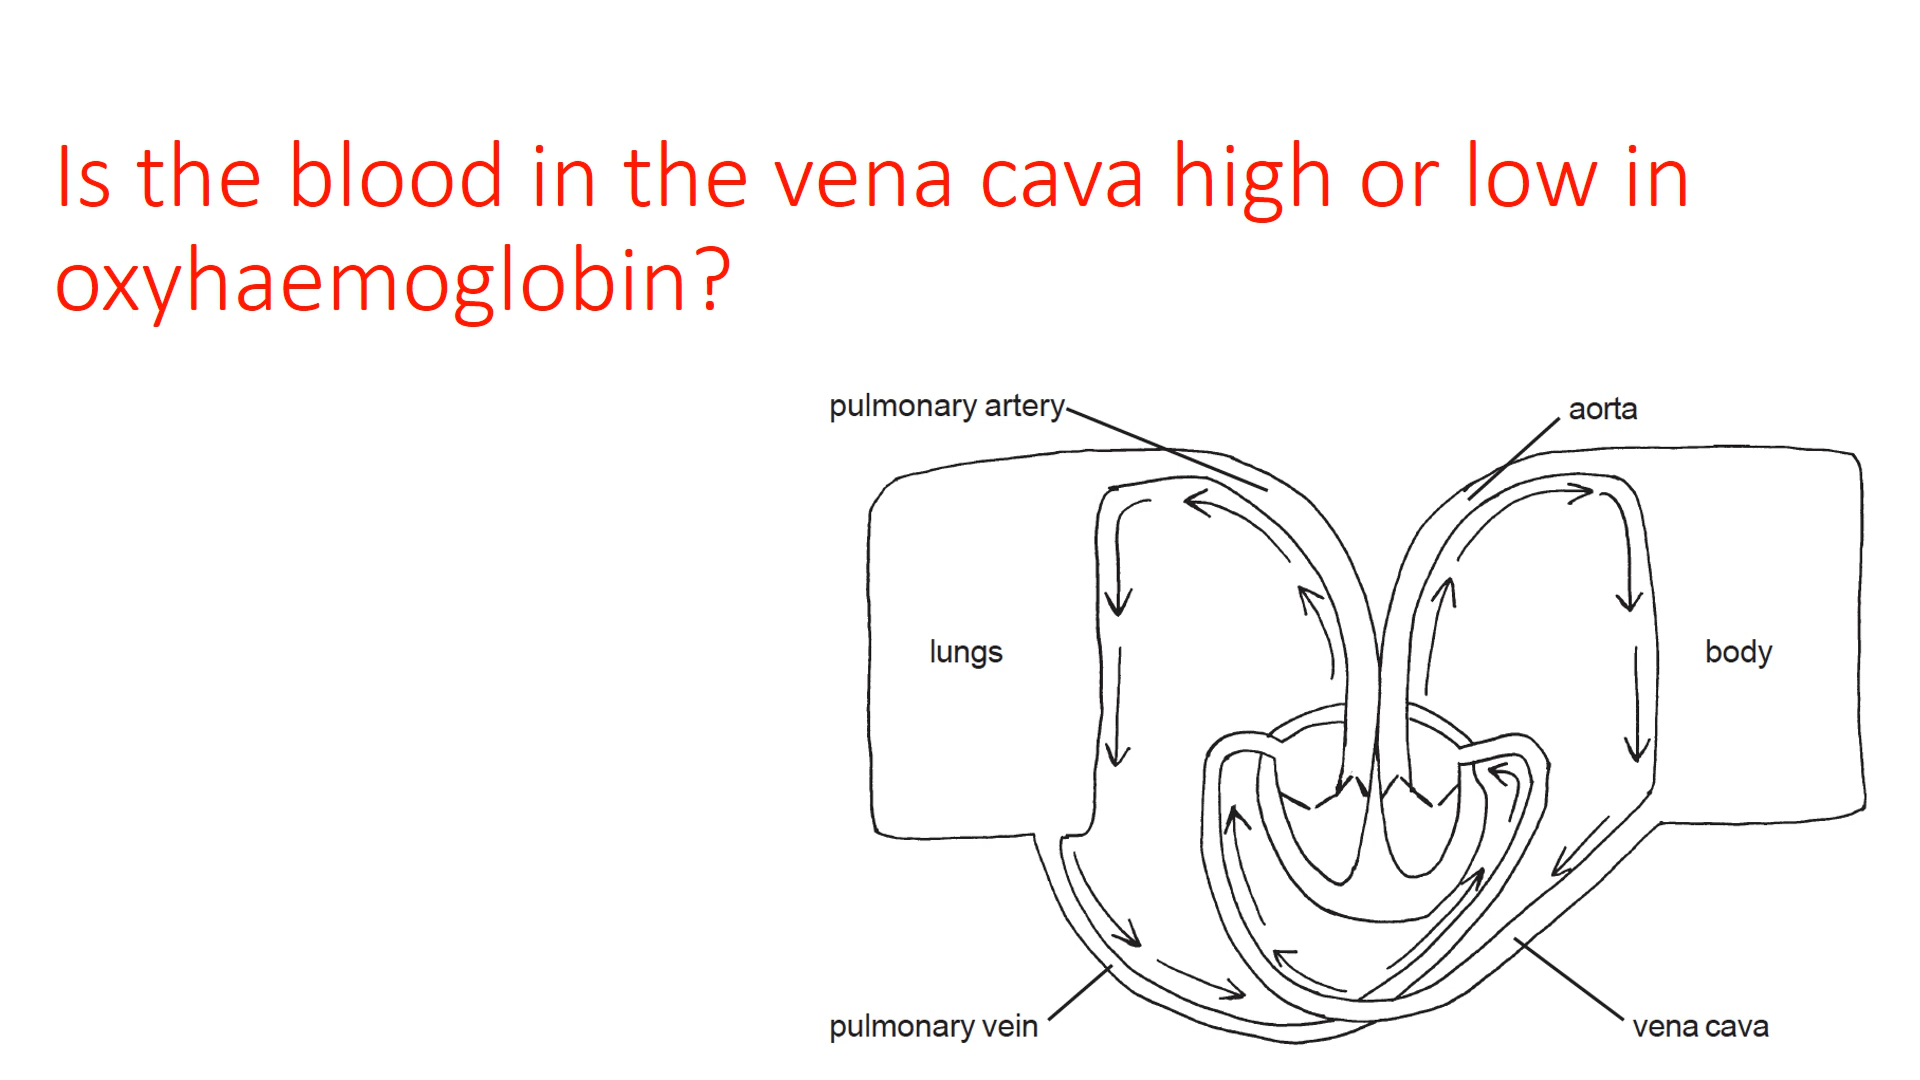 Is the blood in the vena cava high or low in
oxyhaemoglobin?
pulmonary artery
aorta
lungs
body
pulmonary vein
vena cava